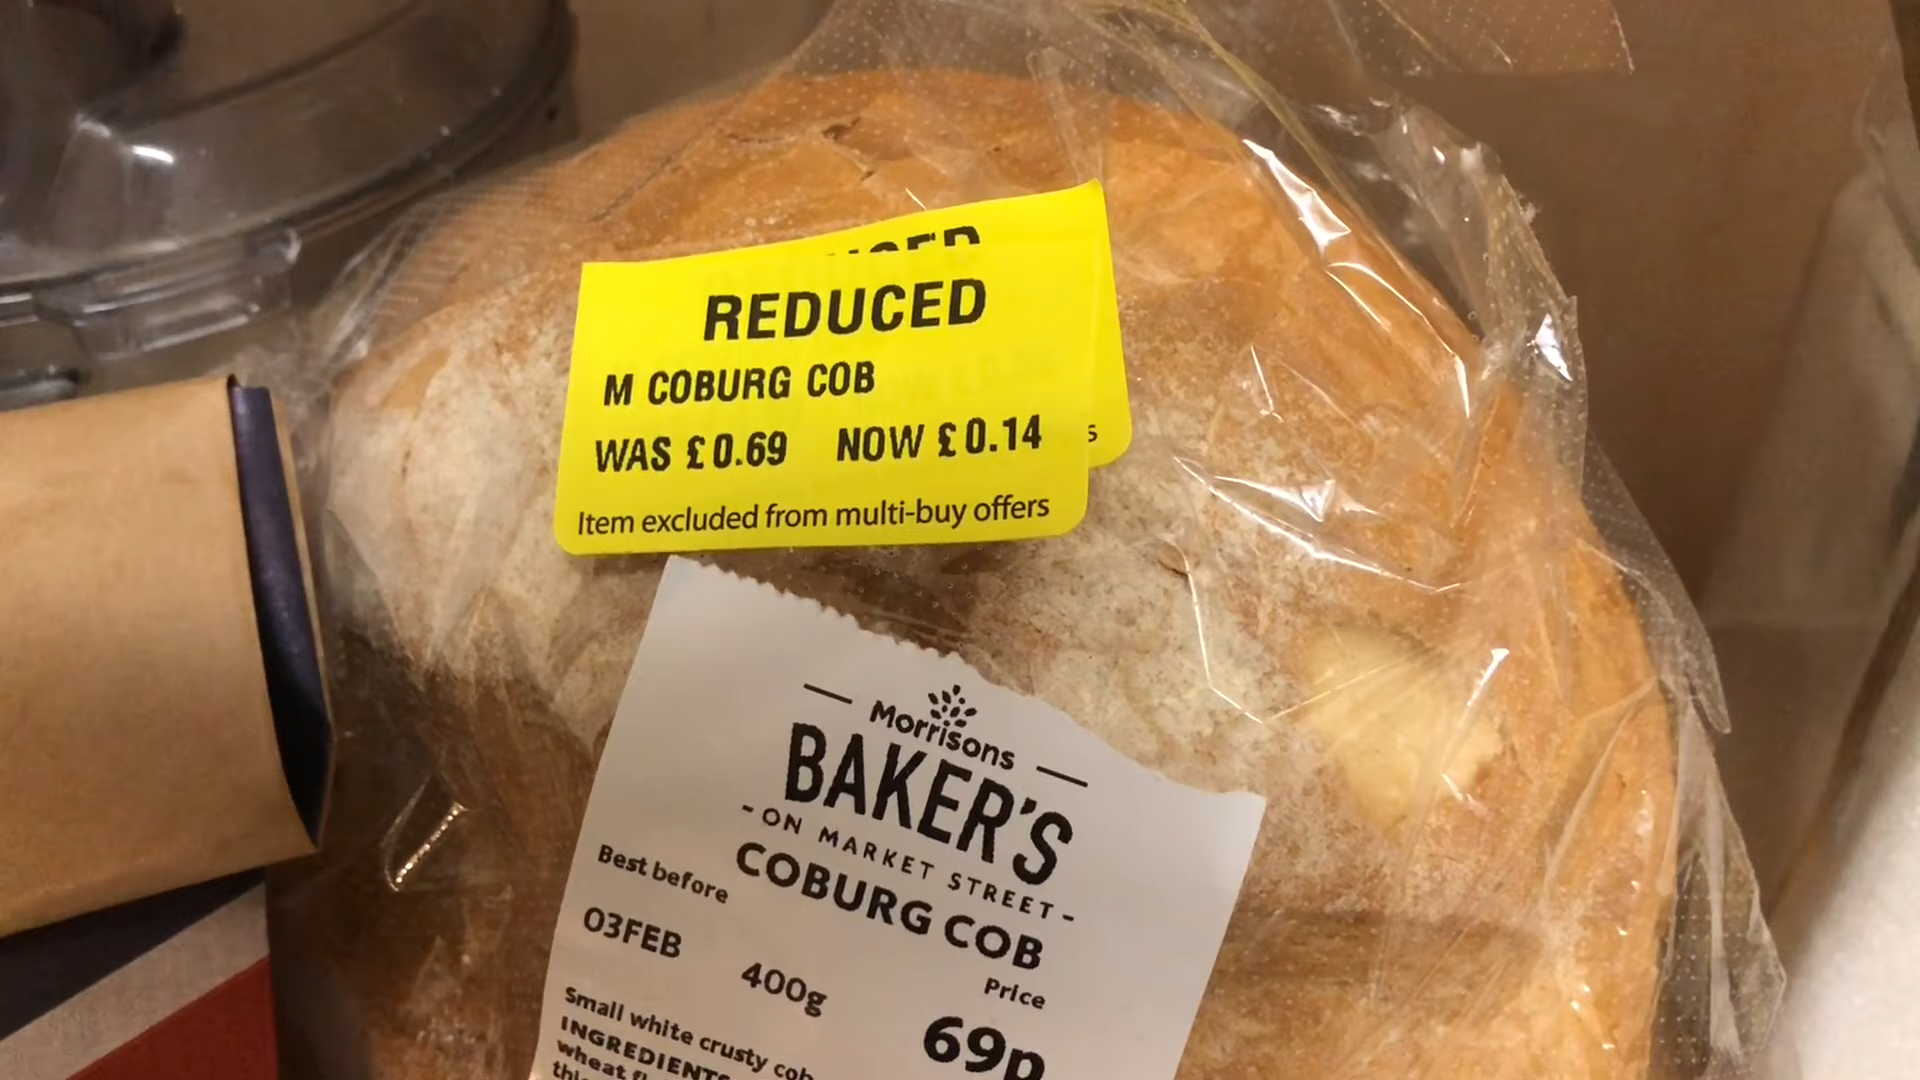 REDUCED
M COBURG COB
WAS £0.69 NOW £0.14
Item excluded from multi-buy offers
Morrisons
BAKER'S
- ON MARKET STREET -
COBURG COB
Best before
03FEB
400g
Price
69p
Small white crusty cob
INGREDIENTS
wheat